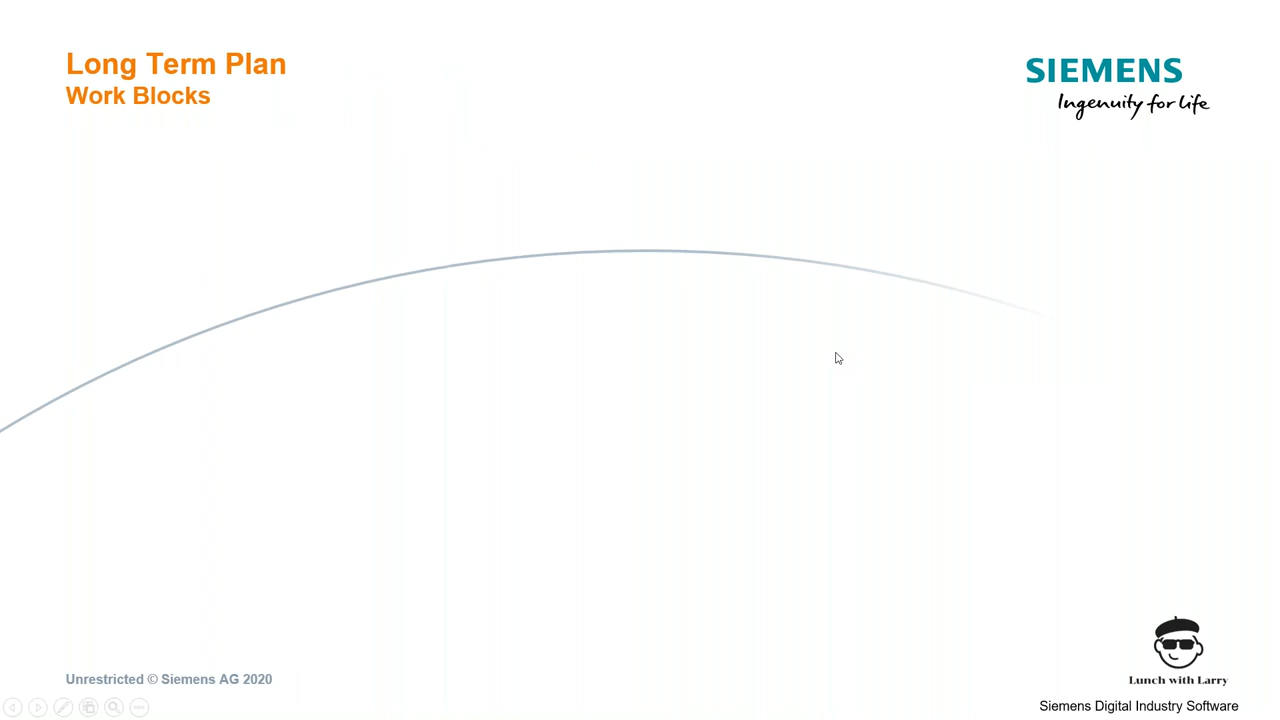 Long Term Plan
Work Blocks
SIEMENS
Ingenuity for life
Unrestricted © Siemens AG 2020
Lunch with Larry
Siemens Digital Industry Software